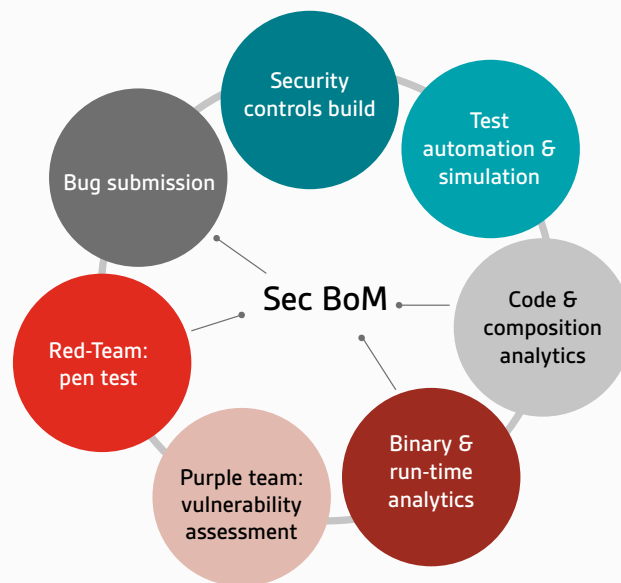 Security
controls build
Test
automation &
simulation
Bug submission
Sec BoM
Code &
composition
analytics
Red-Team:
pen test
Binary &
run-time
analytics
Purple team:
vulnerability
assessment